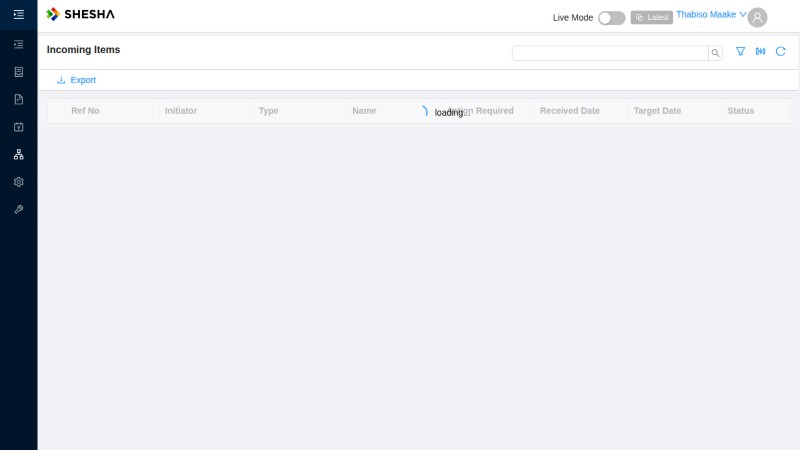 SHESHA
Live Mode
Latest
Thabiso Maake
Incoming Items
Export
Ref No Initiator Type Name Action Required Received Date Target Date Status
loading...